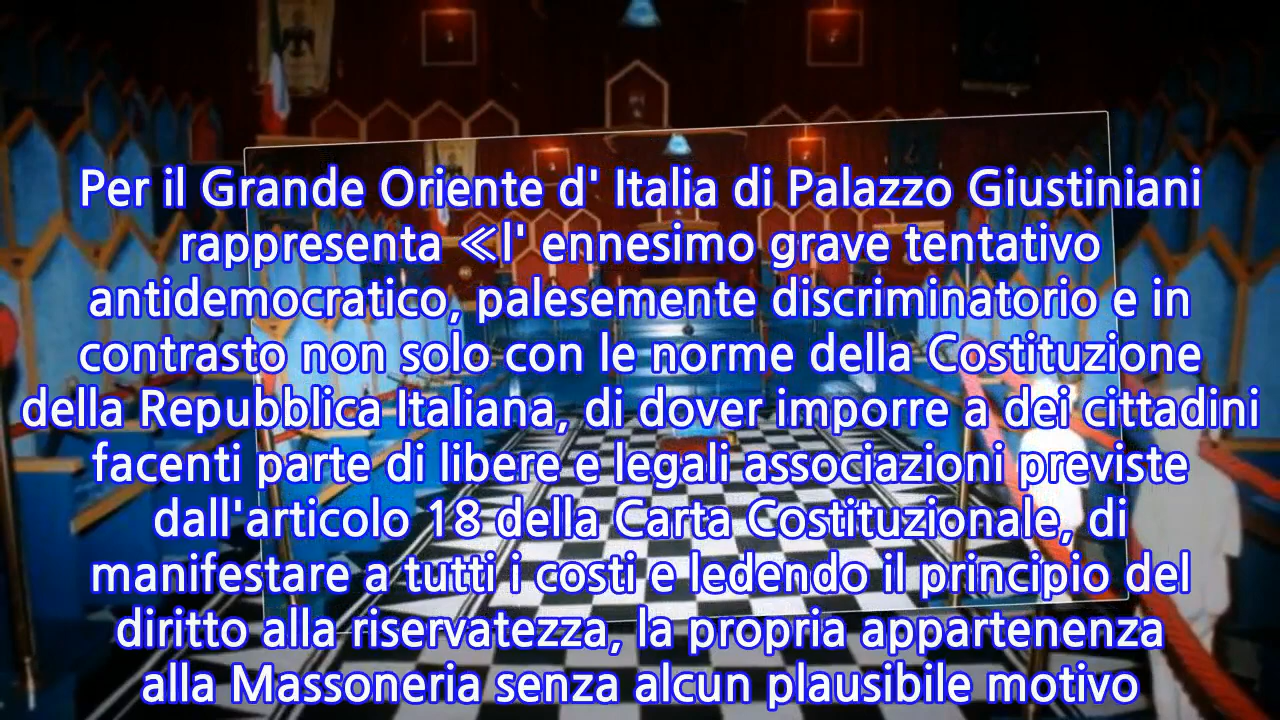 Per il Grande Oriente d' Italia di Palazzo Giustiniani
rappresenta ≪l' ennesimo grave tentativo
antidemocratico, palesemente discriminatorio e in
contrasto non solo con le norme della Costituzione
della Repubblica Italiana, di dover imporre a dei cittadini
facenti parte di libere e legali associazioni previste
dall'articolo 18 della Carta Costituzionale, di
manifestare a tutti i costi e ledendo il principio del
diritto alla riservatezza, la propria appartenenza
alla Massoneria senza alcun plausibile motivo